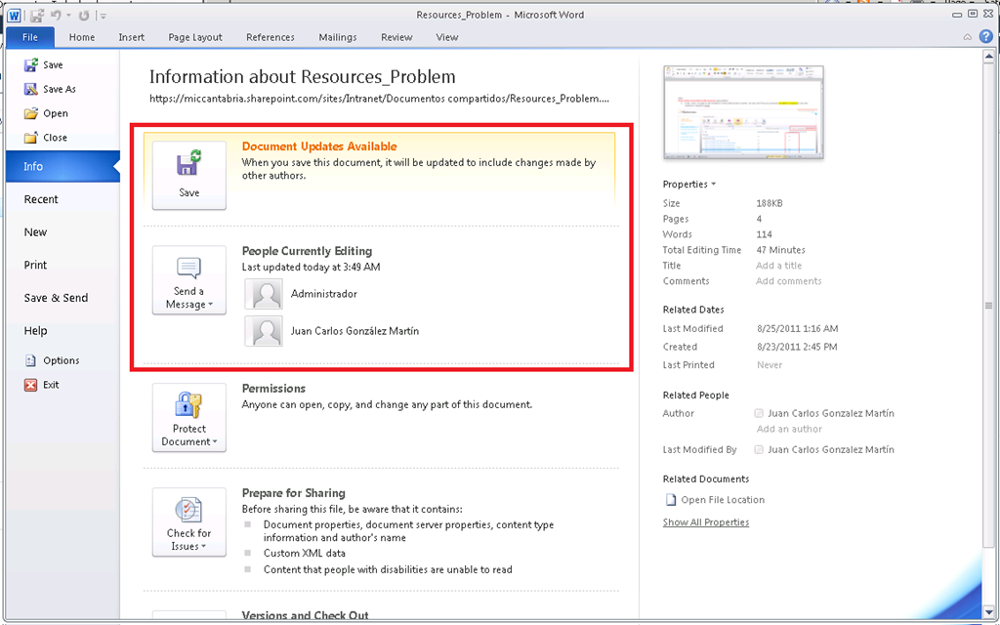 Resources_Problem - Microsoft Word
File Home Insert Page Layout References Mailings Review View
Save
Save As
Open
Close
Info
Recent
New
Print
Save & Send
Help
Options
Exit
Information about Resources_Problem
https://miccantabria.sharepoint.com/sites/Intranet/Documentos compartidos/Resources_Problem....
Save
Document Updates Available
When you save this document, it will be updated to include changes made by
other authors.
Send a
Message
People Currently Editing
Last updated today at 3:49 AM
Administrador
Juan Carlos González Martín
Protect
Document
Permissions
Anyone can open, copy, and change any part of this document.
Check for
Issues
Prepare for Sharing
Before sharing this file, be aware that it contains:
Document properties, document server properties, content type
information and author's name
Custom XML data
Content that people with disabilities are unable to read
Versions and Check Out
Properties
Size 188KB
Pages 4
Words 114
Total Editing Time 47 Minutes
Title Add a title
Comments Add comments
Related Dates
Last Modified 8/25/2011 1:16 AM
Created 8/23/2011 2:45 PM
Last Printed Never
Related People
Author Juan Carlos Gonzalez Martín
Add an author
Last Modified By Juan Carlos Gonzalez Martín
Related Documents
Open File Location
Show All Properties